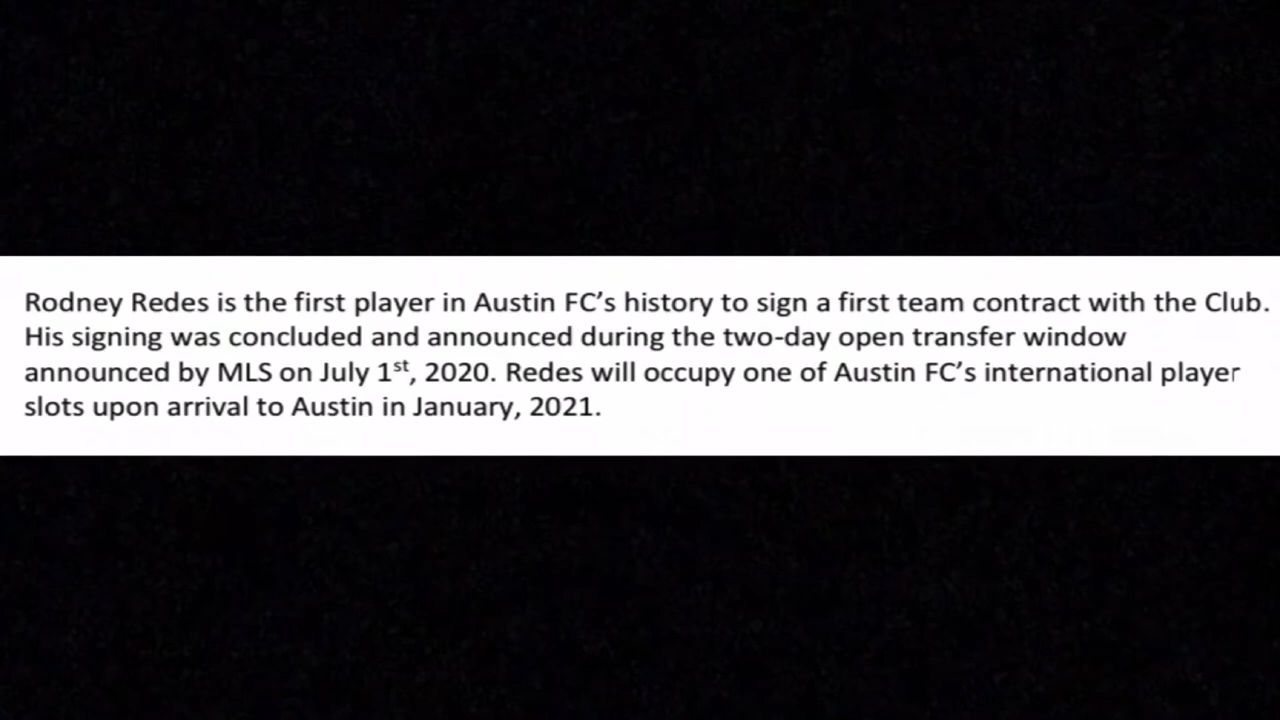 Rodney Redes is the first player in Austin FC’s history to sign a first team contract with the Club.
His signing was concluded and announced during the two-day open transfer window
announced by MLS on July 1st, 2020. Redes will occupy one of Austin FC’s international player
slots upon arrival to Austin in January, 2021.